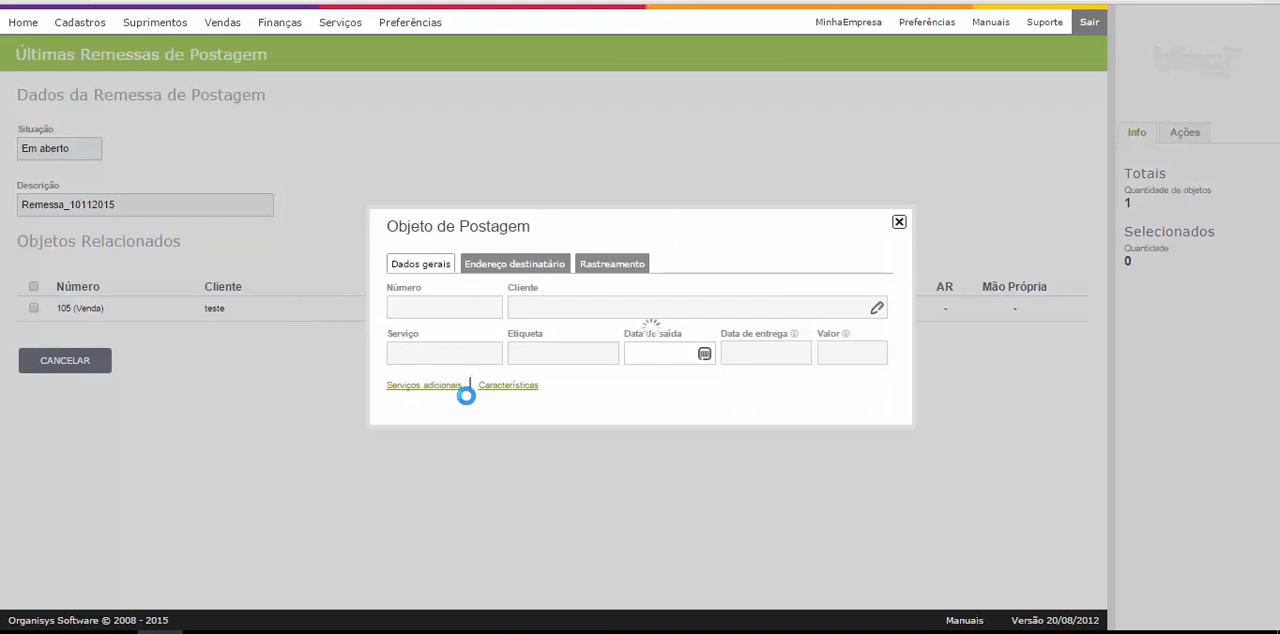 Home Cadastros Suprimentos Vendas Finanças Serviços Preferências MinhaEmpresa Preferências Manuais Suporte Sair
Últimas Remessas de Postagem
Dados da Remessa de Postagem
Situação
Em aberto
Descrição
Remessa_10112015
Objetos Relacionados
Número Cliente AR Mão Própria
105 (Venda) teste - -
CANCELAR
Objeto de Postagem
Dados gerais Endereço destinatário Rastreamento
Número Cliente
Serviço Etiqueta Data de saída Data de entrega Valor
Serviços adicionais | Características
Info Ações
Totais
Quantidade de objetos
1
Selecionados
Quantidade
0
Organisys Software © 2008 - 2015 Manuais Versão 20/08/2012